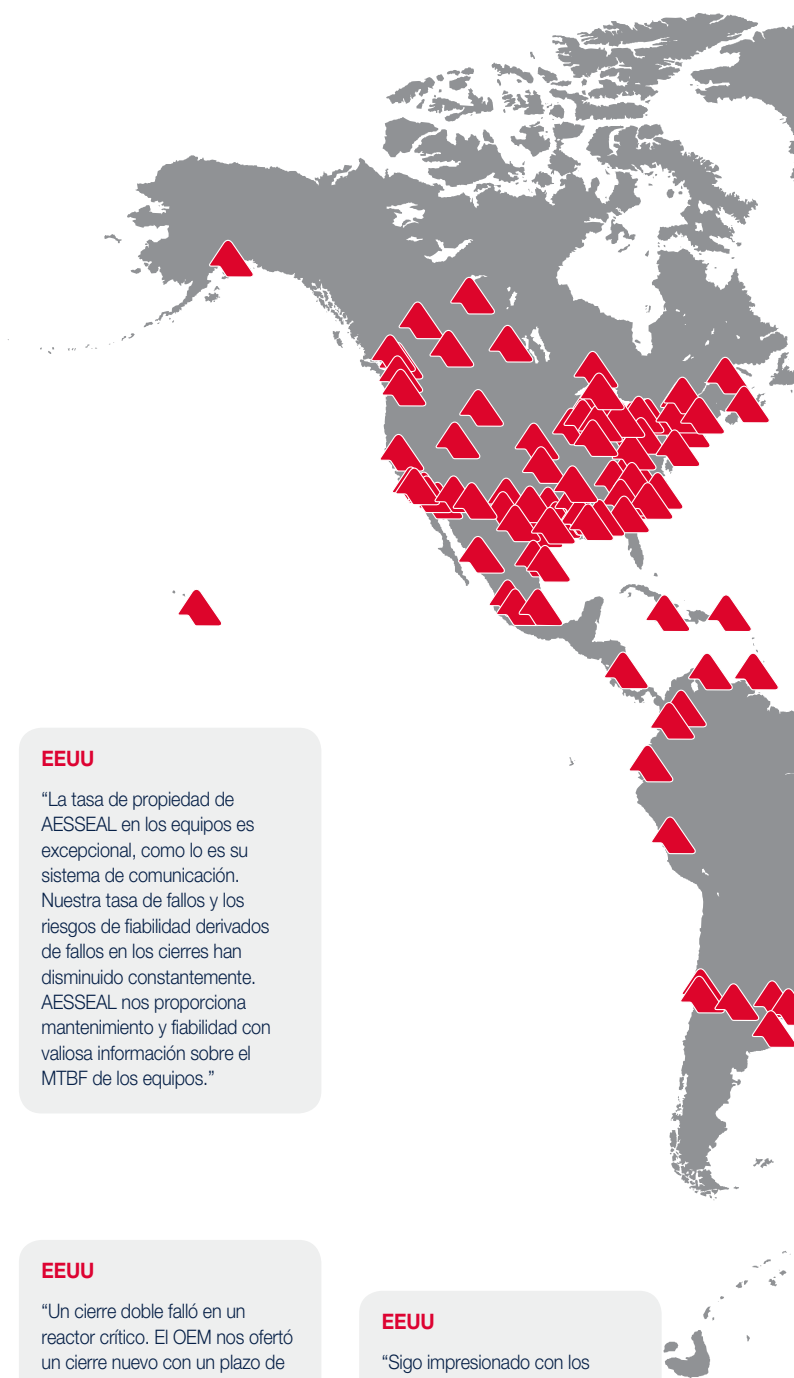 EEUU
“La tasa de propiedad de
AESSEAL en los equipos es
excepcional, como lo es su
sistema de comunicación.
Nuestra tasa de fallos y los
riesgos de fiabilidad derivados
de fallos en los cierres han
disminuido constantemente.
AESSEAL nos proporciona
mantenimiento y fiabilidad con
valiosa información sobre el
MTBF de los equipos.”
EEUU
“Un cierre doble falló en un
reactor crítico. El OEM nos ofertó
un cierre nuevo con un plazo de
EEUU
“Sigo impresionado con los